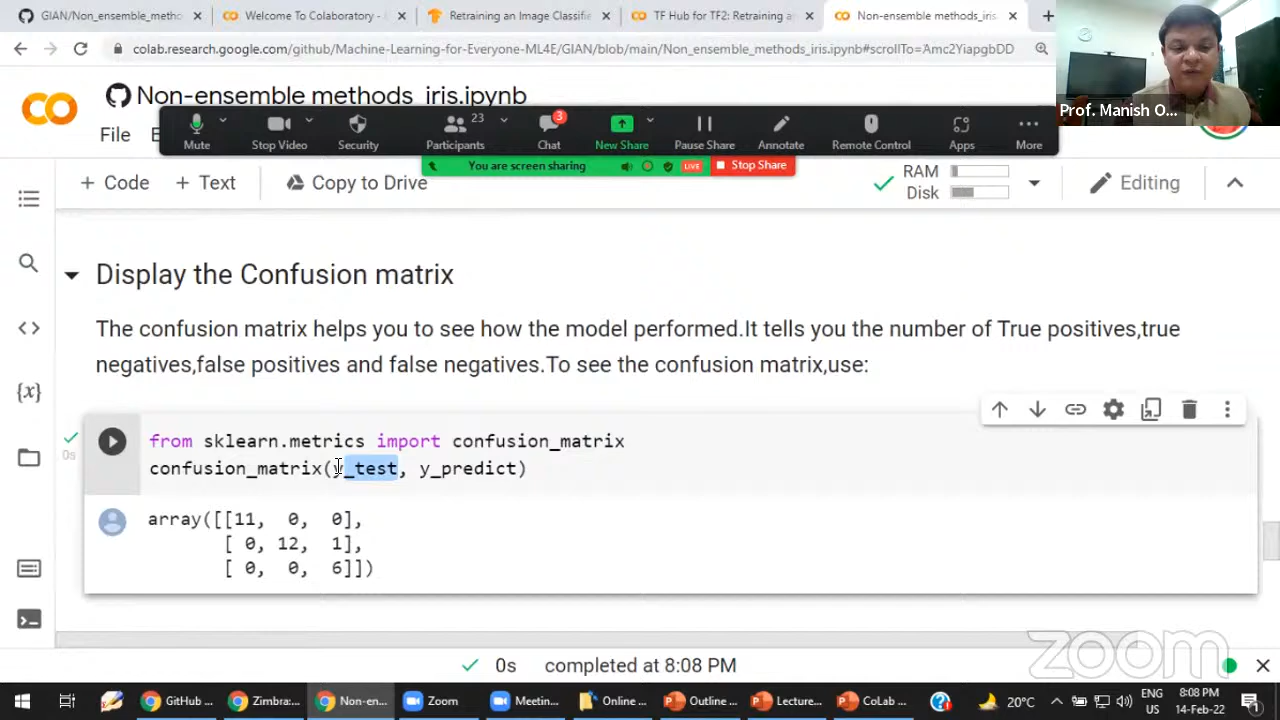 GIAN/Non_ensemble_metho
Welcome To Colaboratory -
Retraining an Image Classifie
TF Hub for TF2: Retraining a
Non-ensemble methods_iris.
colab.research.google.com/github/Machine-Learning-for-Everyone-ML4E/GIAN/blob/main/Non_ensemble_methods_iris.ipynb#scrollTo=Amc2YiapgbDD
Prof. Manish O...
Non-ensemble methods_iris.ipynb
File
Mute
Stop Video
Security
23
Participants
3
Chat
New Share
Pause Share
Annotate
Remote Control
Apps
More
You are screen sharing
LIVE
Stop Share
+ Code
+ Text
Copy to Drive
RAM
Disk
Editing
Display the Confusion matrix
The confusion matrix helps you to see how the model performed.It tells you the number of True positives,true
negatives,false positives and false negatives.To see the confusion matrix,use:
0s
from sklearn.metrics import confusion_matrix
confusion_matrix(y_test, y_predict)
array([[11, 0, 0],
[ 0, 12, 1],
[ 0, 0, 6]])
zoom
0s completed at 8:08 PM
GitHub ...
Zimbra:...
Non-en...
Zoom
Meetin...
Online ...
Outline ...
Lecture...
CoLab ...
20°C
ENG
US
8:08 PM
14-Feb-22
1